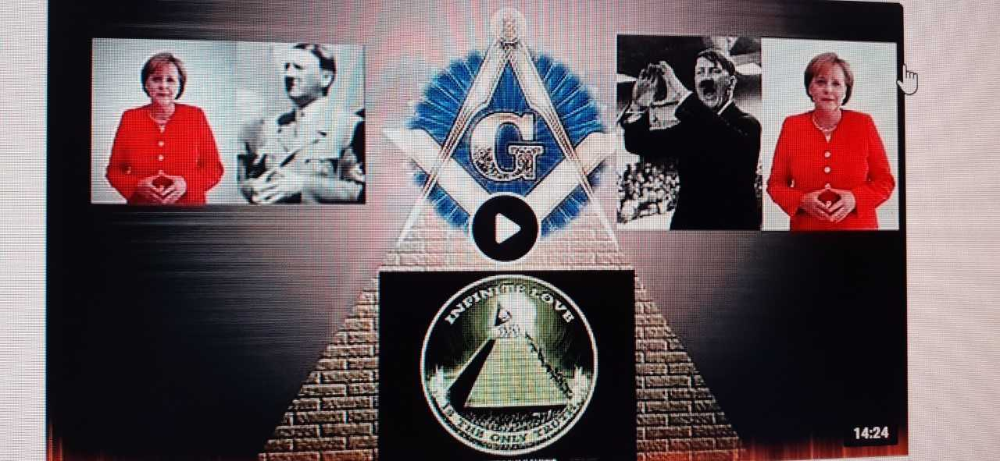 G
INFINITE LOVE
IS THE ONLY TRUTH
14:24